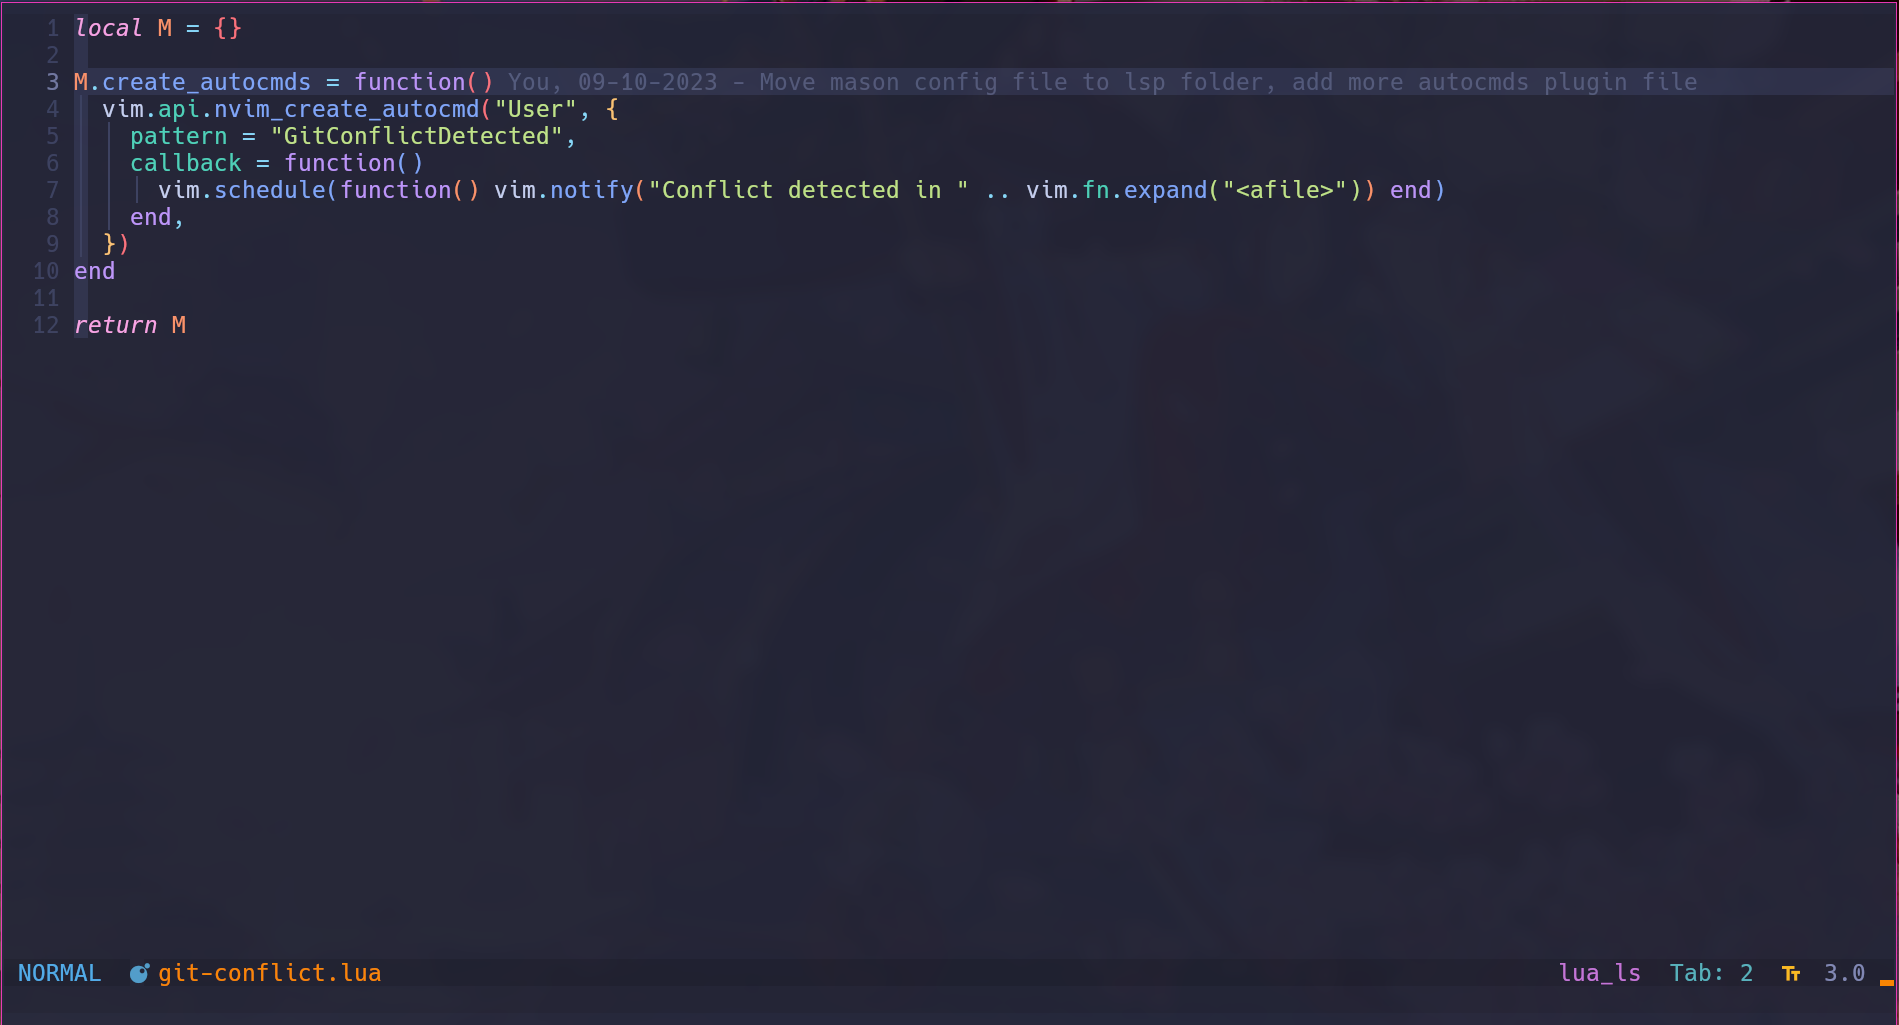 1 local M = {}
2
3 M.create_autocmds = function() You, 09-10-2023 - Move mason config file to lsp folder, add more autocmds plugin file
4   vim.api.nvim_create_autocmd("User", {
5     pattern = "GitConflictDetected",
6     callback = function()
7       vim.schedule(function() vim.notify("Conflict detected in " .. vim.fn.expand("<afile>")) end)
8     end,
9   })
10 end
11
12 return M
NORMAL git-conflict.lua lua_ls Tab: 2 TT 3.0